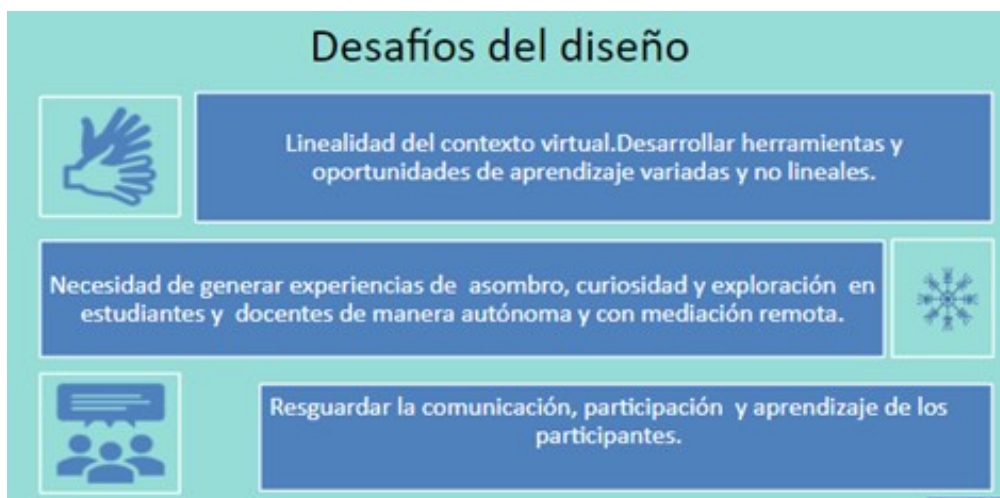 Desafíos del diseño
Linealidad del contexto virtual.Desarrollar herramientas y
oportunidades de aprendizaje variadas y no lineales.
Necesidad de generar experiencias de asombro, curiosidad y exploración en
estudiantes y docentes de manera autónoma y con mediación remota.
Resguardar la comunicación, participación y aprendizaje de los
participantes.